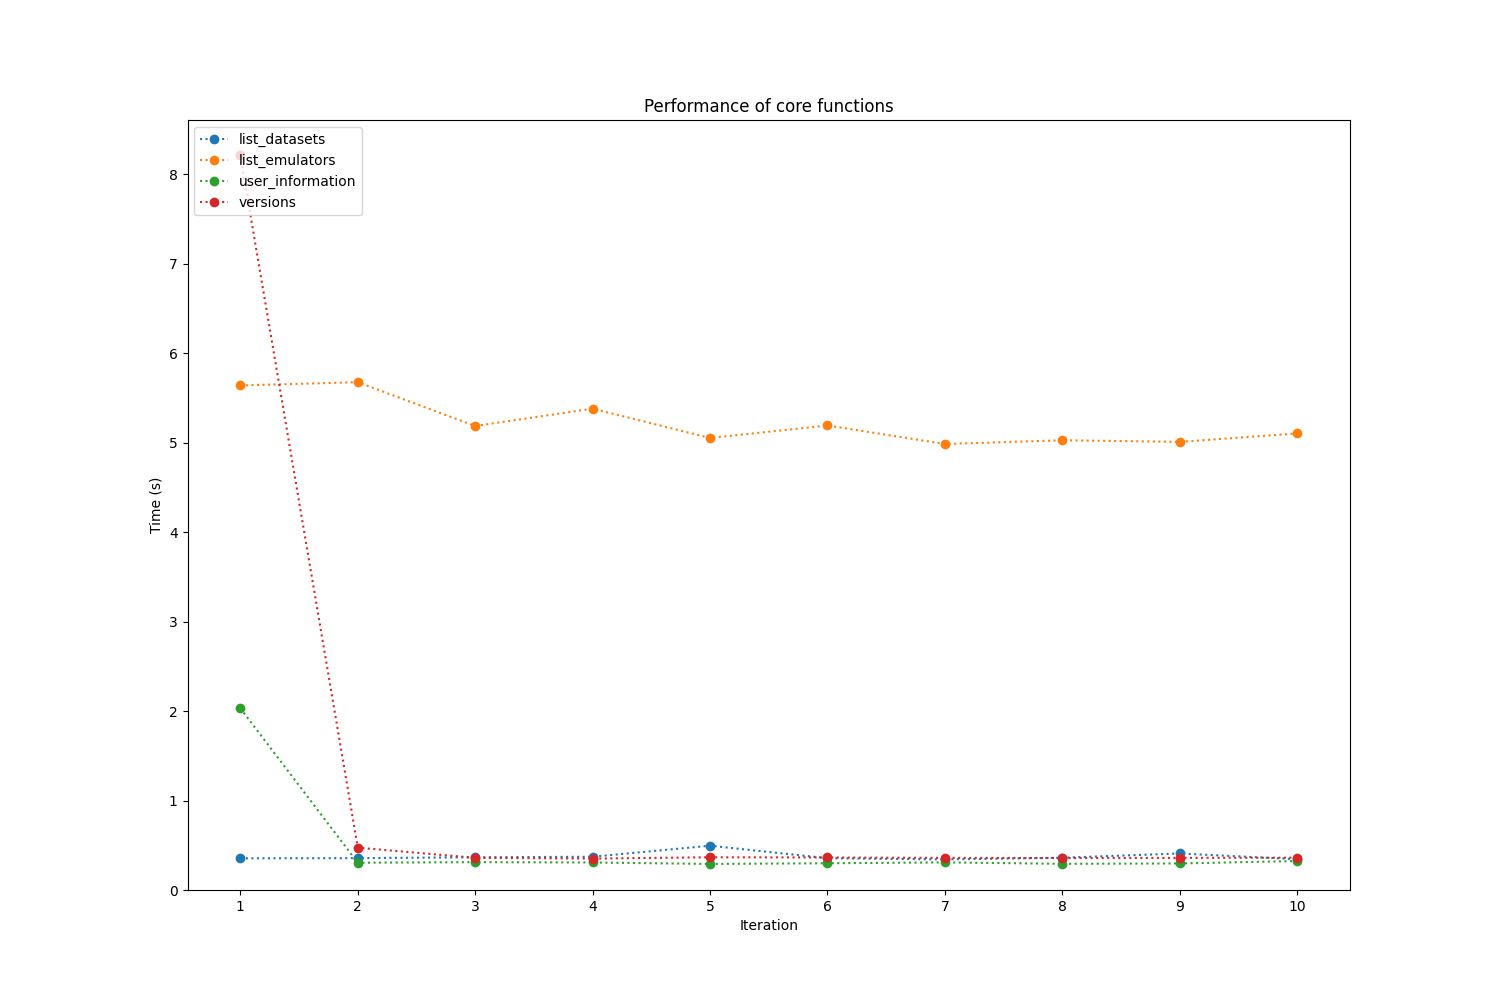 Performance of core functions
list_datasets
list_emulators
user_information
versions
8
7
6
5
4
3
2
1
0
Time (s)
1 2 3 4 5 6 7 8 9 10
Iteration